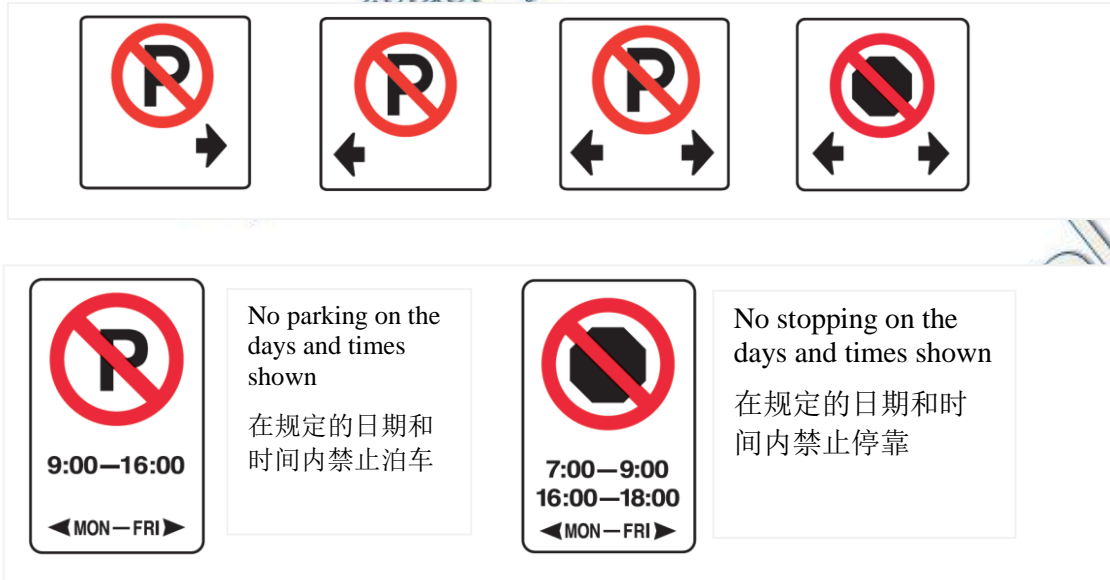 P
P
P
P
9:00—16:00
MON—FRI
No parking on the
days and times
shown
在规定的日期和
时间内禁止泊车
7:00—9:00
16:00—18:00
MON—FRI
No stopping on the
days and times shown
在规定的日期和时
间内禁止停靠